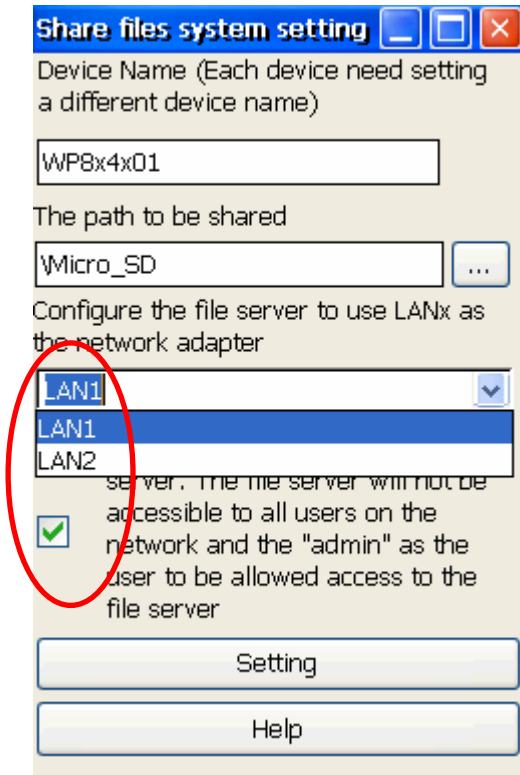 Share files system setting
Device Name (Each device need setting
a different device name)
WP8x4x01
The path to be shared
\Micro_SD
...
Configure the file server to use LANx as
the network adapter
LAN1
LAN1
LAN2
server. The file server will not be
accessible to all users on the
network and the "admin" as the
user to be allowed access to the
file server
Setting
Help